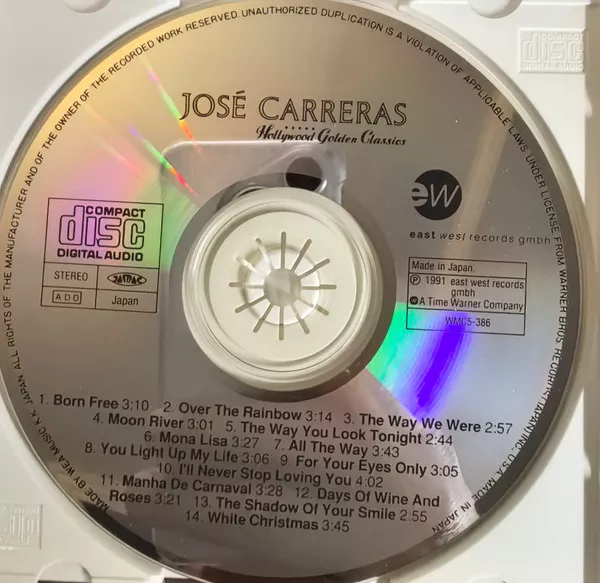 ALL RIGHTS OF THE MANUFACTURER AND OF THE OWNER OF THE RECORDED WORK RESERVED. UNAUTHORIZED DUPLICATION IS A VIOLATION OF APPLICABLE LAWS. UNDER LICENSE FROM WARNER BROS RECORD/JAPAN INC. U.S.A. MADE IN JAPAN
JOSÉ CARRERAS
Hollywood Golden Classics
COMPACT
disc
DIGITAL AUDIO
STEREO
JASRAC
ADD
Japan
ew
east west records gmbh
Made in Japan.
Ⓟ 1991 east west records
gmbh
A Time Warner Company
WMC5-386
1. Born Free 3:10 2. Over The Rainbow 3:14 3. The Way We Were 2:57
4. Moon River 3:01 5. The Way You Look Tonight 2:44
6. Mona Lisa 3:27 7. All The Way 3:43
8. You Light Up My Life 3:06 9 For Your Eyes Only 3:05
10. I'll Never Stop Loving You 4:02
11. Manha De Carnaval 3:28 12. Days Of Wine And
Roses 3:21 13. The Shadow Of Your Smile 2:55
14. White Christmas 3:45
MADE BY WEA MUSIC K.K. JAPAN
disc